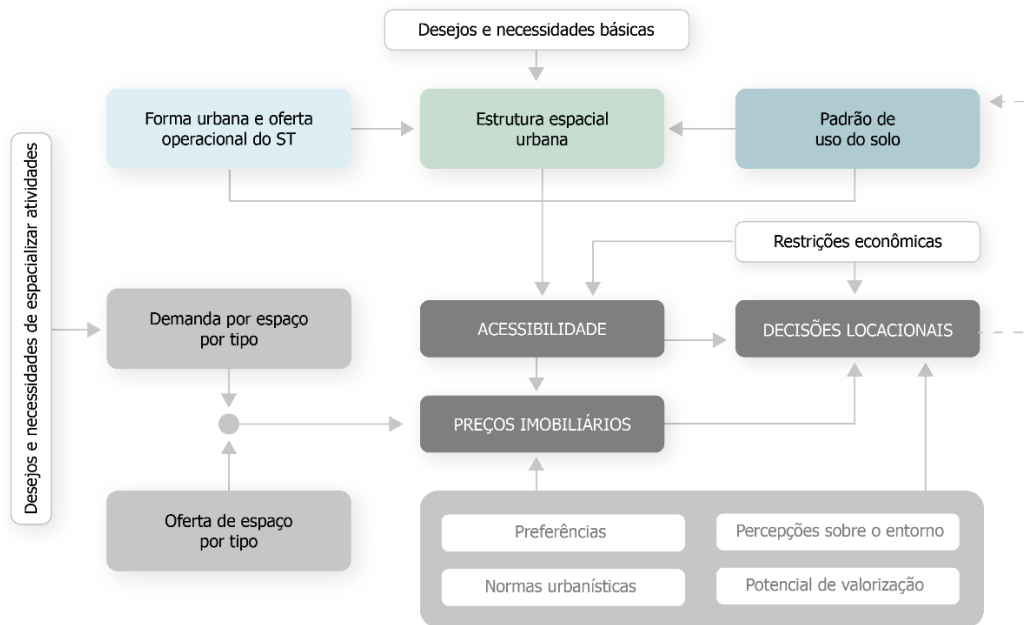 Desejos e necessidades básicas
Forma urbana e oferta
operacional do ST
Estrutura espacial
urbana
Padrão de
uso do solo
Desejos e necessidades de espacializar atividades
Restrições econômicas
Demanda por espaço
por tipo
ACESSIBILIDADE
DECISÕES LOCACIONAIS
PREÇOS IMOBILIÁRIOS
Oferta de espaço
por tipo
Preferências
Percepções sobre o entorno
Normas urbanísticas
Potencial de valorização